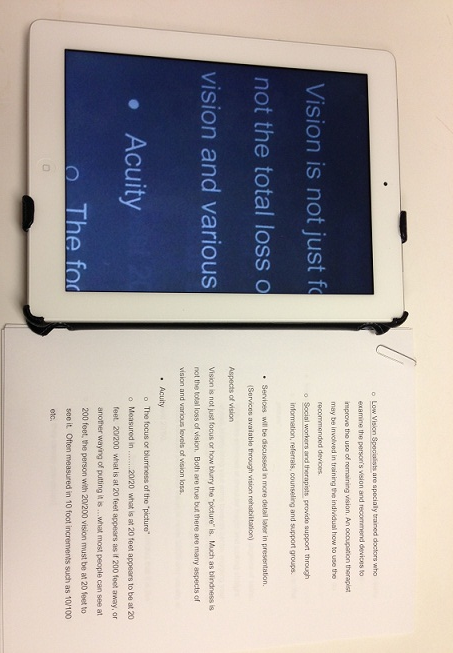 Vision is not just fo
not the total loss o
vision and various
• Acuity
○ The foc
○ Low Vision Specialists are specially trained doctors who
examine the person's vision and recommend devices to
improve the use of remaining vision. An occupation therapist
may be involved in training the individual how to use the
recommended devices.
○ Social workers and therapists provide support through
information, referrals, counseling and support groups.
• Services will be discussed in more detail later in presentation.
(Services available through vision rehabilitation)
Aspects of vision
Vision is not just focus or how blurry the "picture" is. Much as blindness is
not the total loss of vision. Both are true but there are many aspects of
vision and various levels of vision loss.
• Acuity
○ The focus or blurriness of the "picture"
○ Measured in .......20/20 what is at 20 feet appears to be at 20
feet. 20/200 what is at 20 feet appears as if 200 feet away, or
another waying of putting it is ... what most people can see at
200 feet, the person with 20/200 vision must be at 20 feet to
see it. Often measured in 10 foot increments such as 10/100
etc.